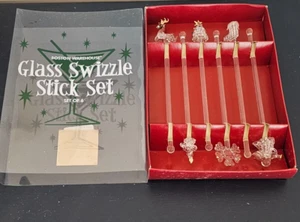 BOSTON WAREHOUSE
Glass Swizzle
Stick Set
SET OF 6